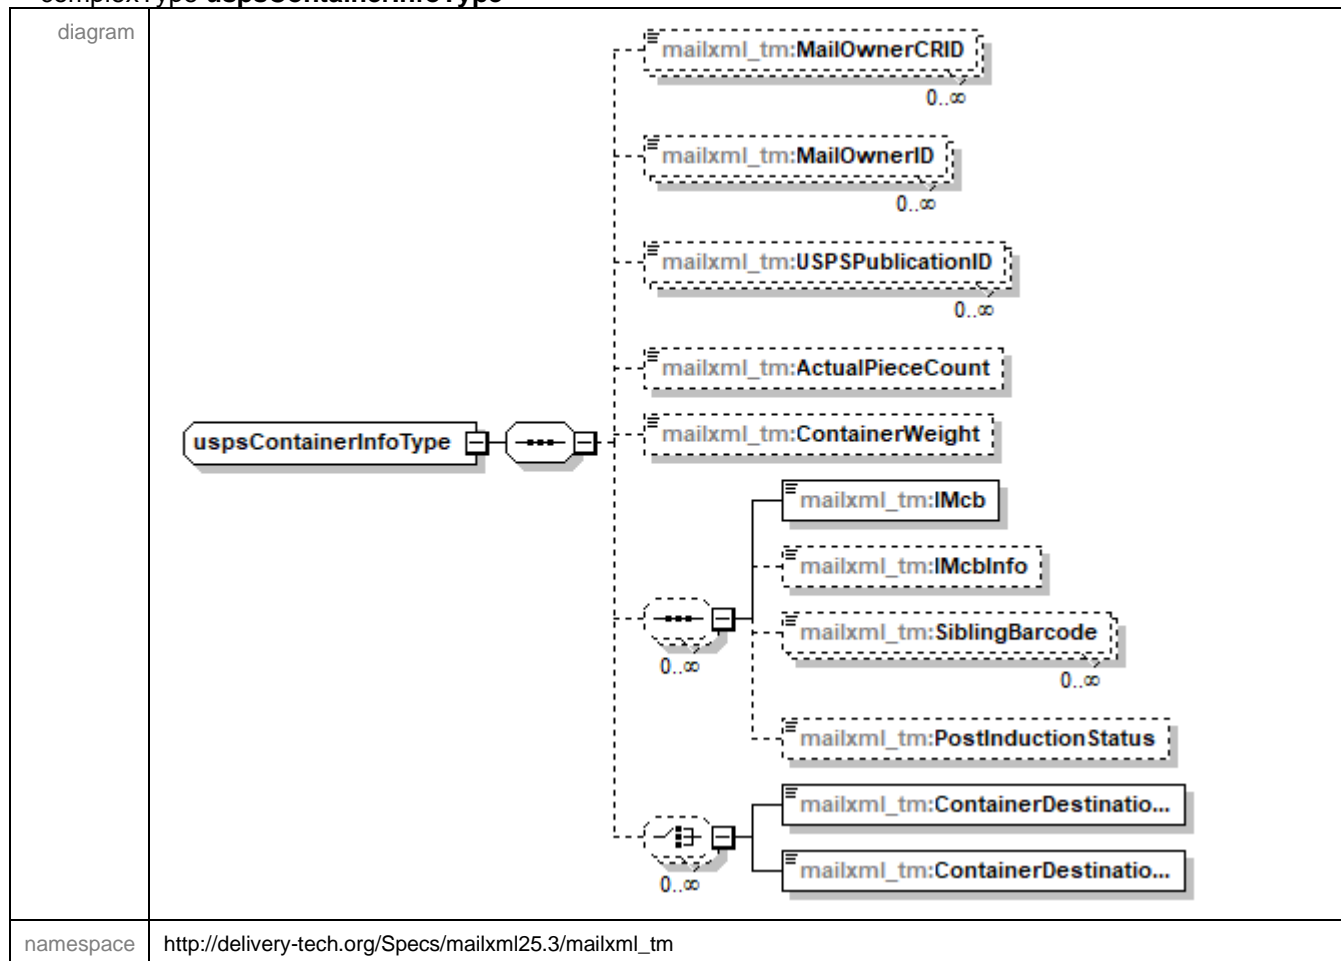 complexType uspsContainerInfoType
diagram
mailxml_tm:MailOwnerCRID
0..∞
mailxml_tm:MailOwnerID
0..∞
mailxml_tm:USPSPublicationID
0..∞
mailxml_tm:ActualPieceCount
uspsContainerInfoType
mailxml_tm:ContainerWeight
mailxml_tm:IMcb
mailxml_tm:IMcbInfo
mailxml_tm:SiblingBarcode
0..∞
0..∞
mailxml_tm:PostInductionStatus
mailxml_tm:ContainerDestinatio...
mailxml_tm:ContainerDestinatio...
0..∞
namespace http://delivery-tech.org/Specs/mailxml25.3/mailxml_tm